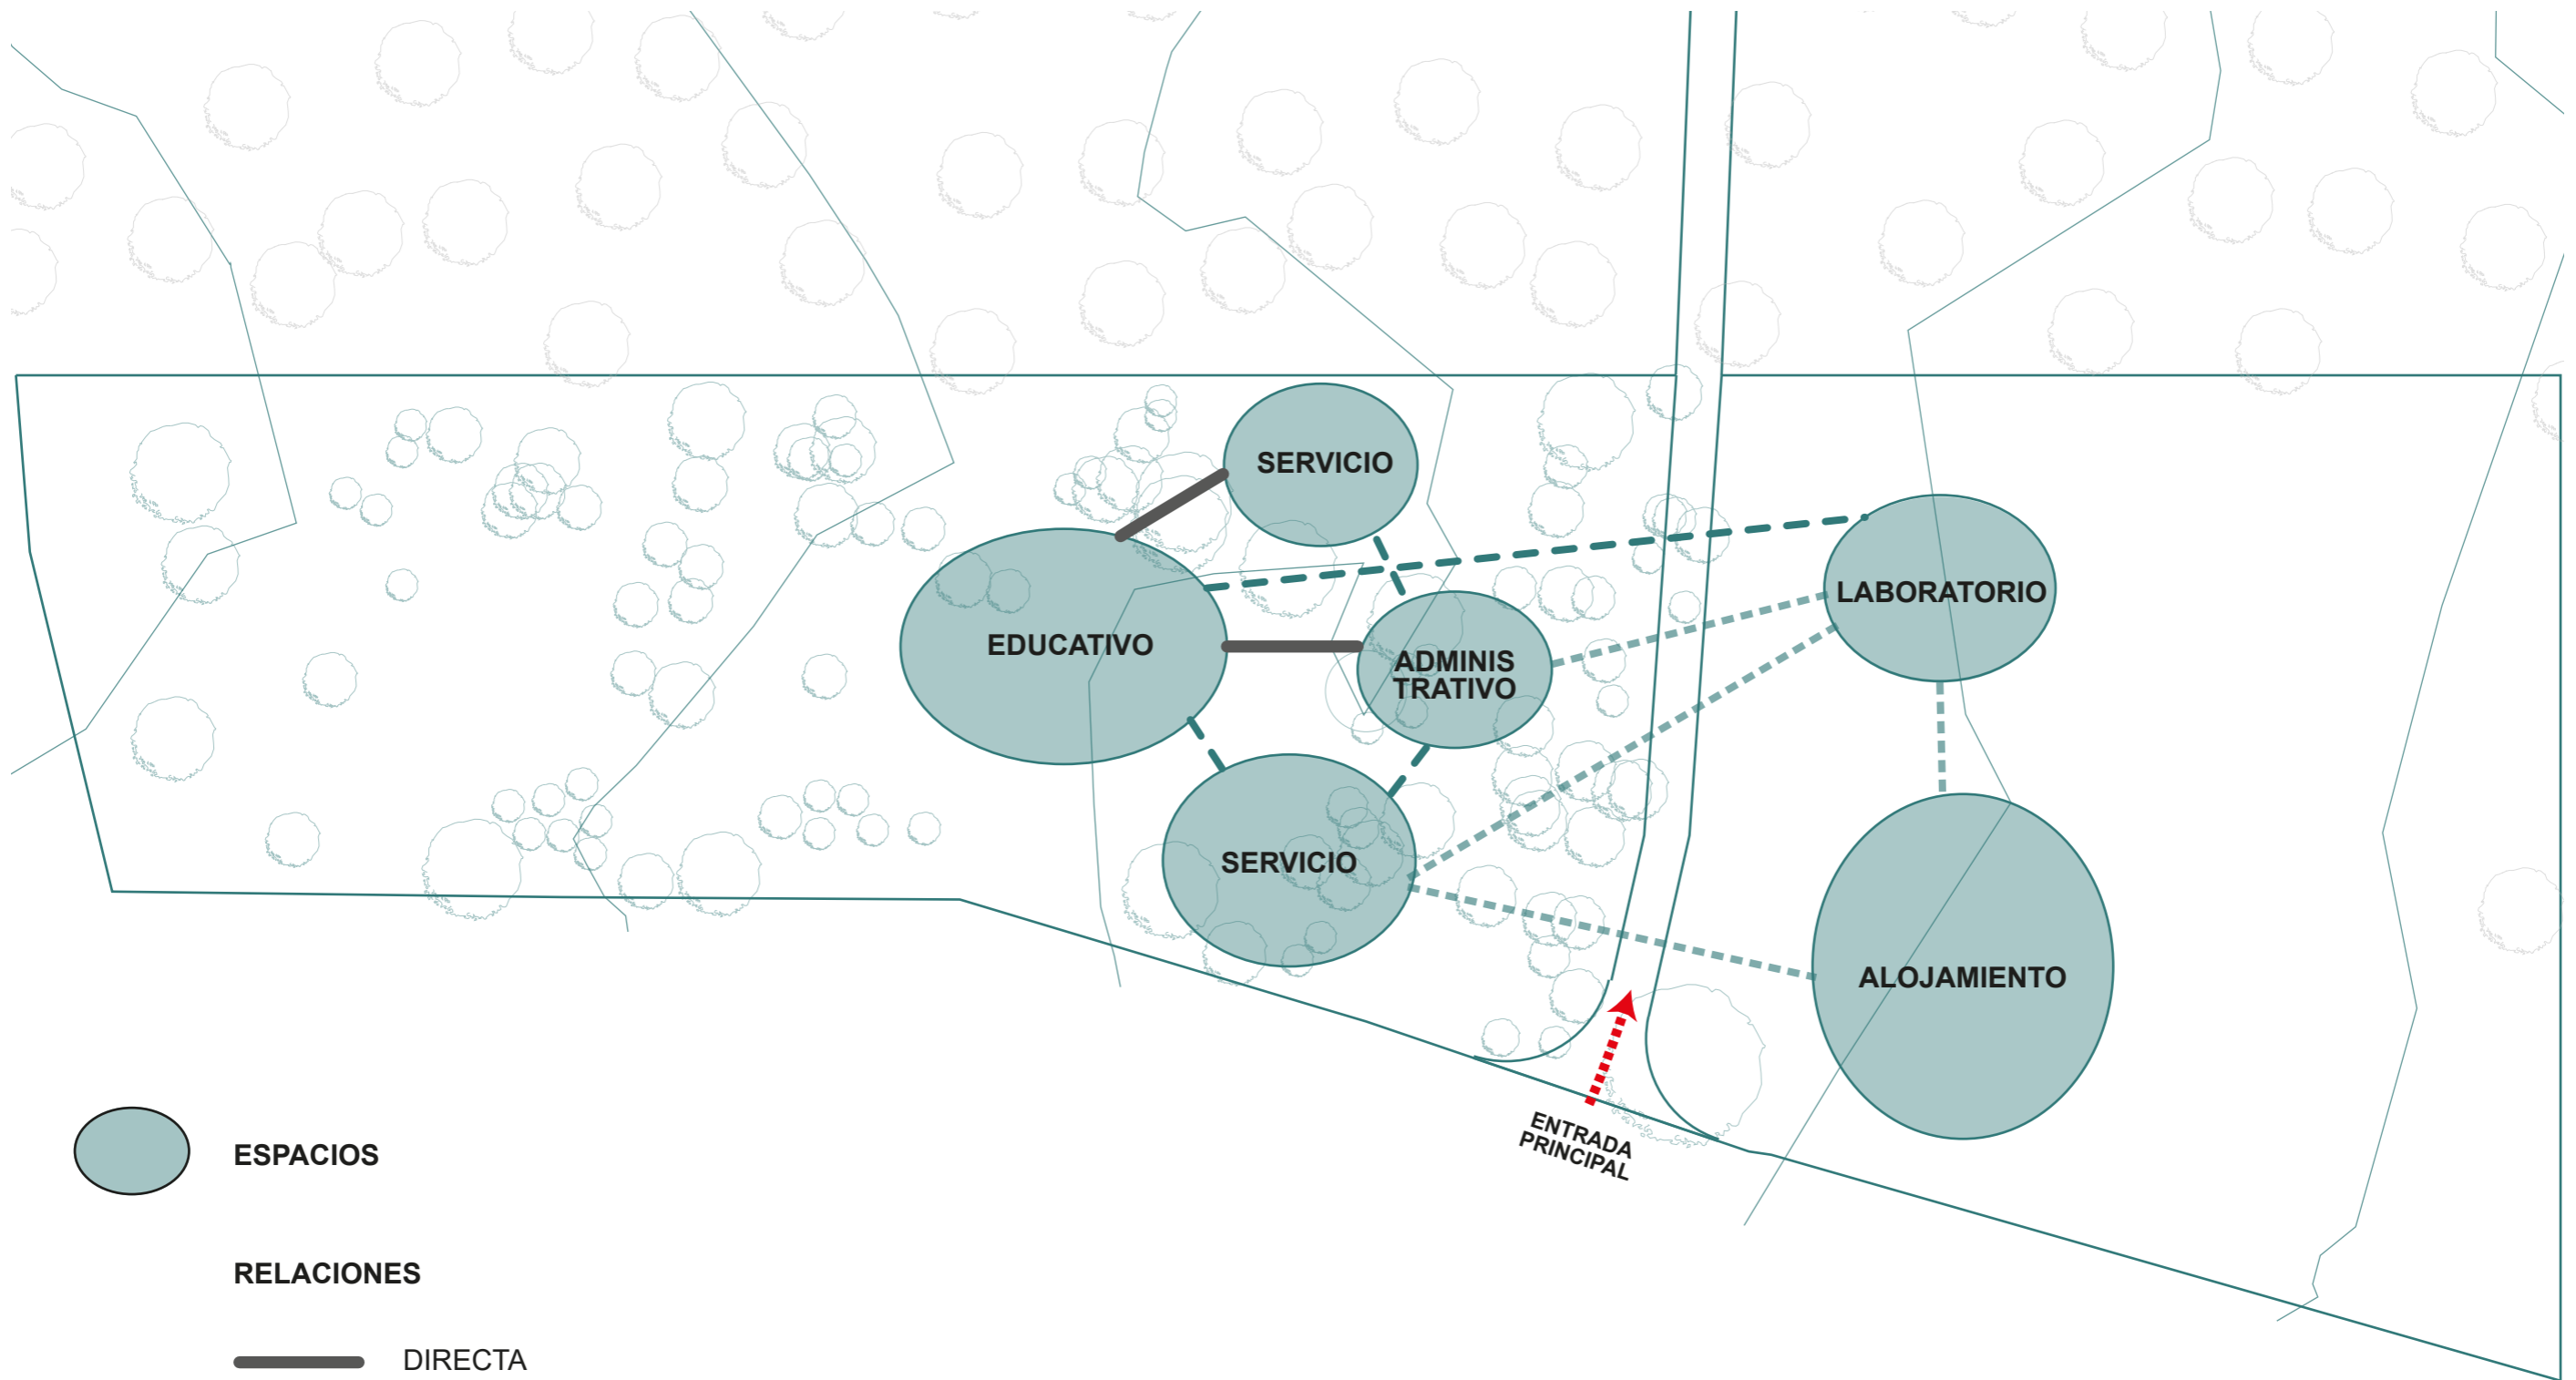 SERVICIO
LABORATORIO
EDUCATIVO
ADMINIS
TRATIVO
SERVICIO
ALOJAMIENTO
ENTRADA
PRINCIPAL
ESPACIOS
RELACIONES
DIRECTA